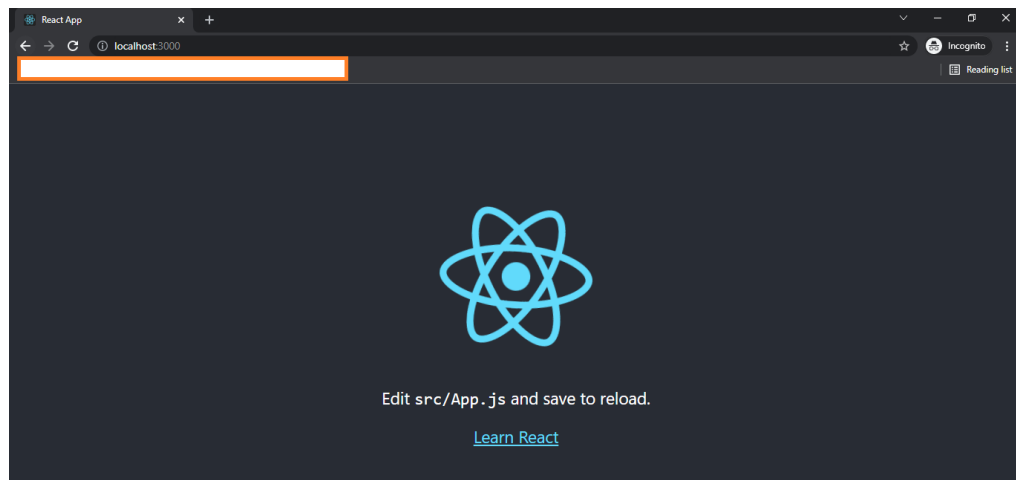 React App
localhost:3000
Incognito
Reading list
Edit src/App.js and save to reload.
Learn React